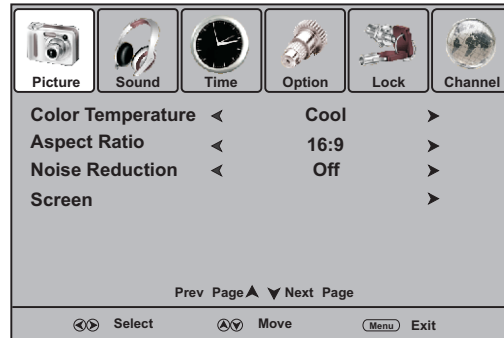 Picture Sound Time Option Lock Channel
Color Temperature Cool
Aspect Ratio 16:9
Noise Reduction Off
Screen
Prev Page Next Page
Select Move Menu Exit